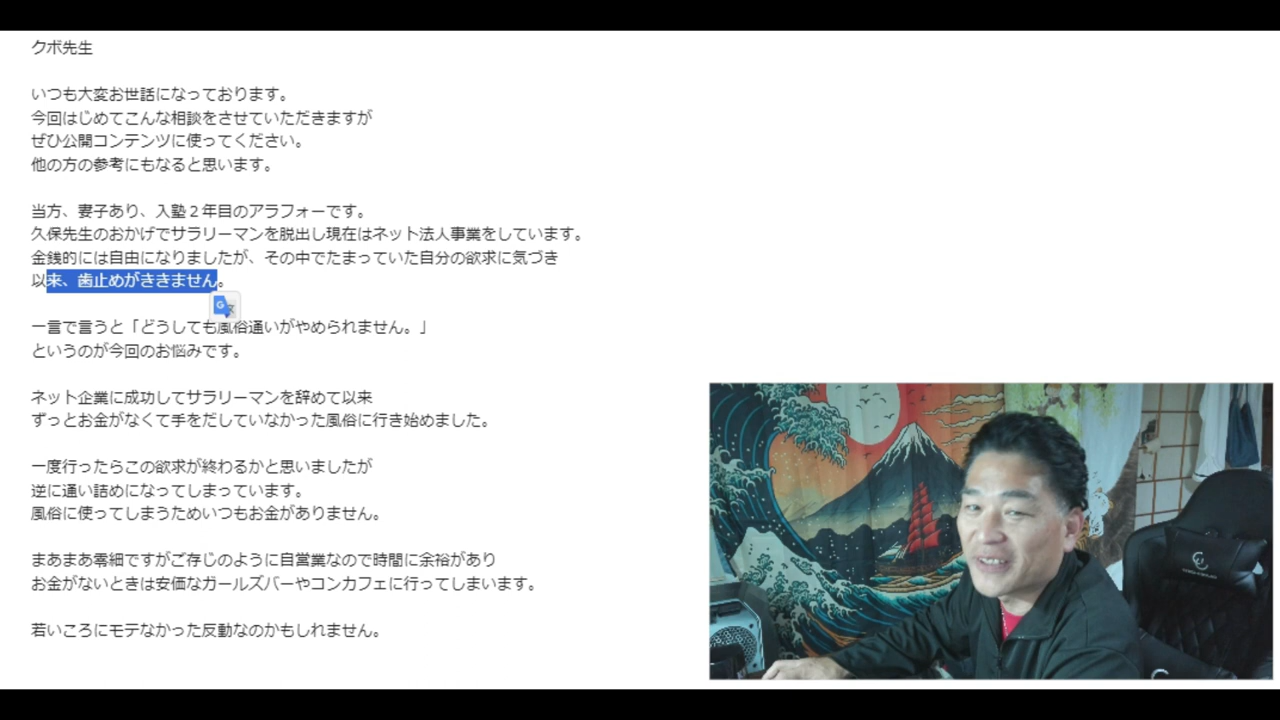 クボ先生
いつも大変お世話になっております。
今回はじめてこんな相談をさせていただきますが
ぜひ公開コンテンツに使ってください。
他の方の参考にもなると思います。
当方、妻子あり、入塾２年目のアラフォーです。
久保先生のおかげでサラリーマンを脱出し現在はネット法人事業をしています。
金銭的には自由になりましたが、その中でたまっていた自分の欲求に気づき
以来、歯止めがききません。
一言で言うと「どうしても風俗通いがやめられません。」
というのが今回のお悩みです。
ネット企業に成功してサラリーマンを辞めて以来
ずっとお金がなくて手をだしていなかった風俗に行き始めました。
一度行ったらこの欲求が終わるかと思いましたが
逆に通い詰めになってしまっています。
風俗に使ってしまうためいつもお金がありません。
まあまあ零細ですがご存じのように自営業なので時間に余裕があり
お金がないときは安価なガールズバーやコンカフェに行ってしまいます。
若いころにモテなかった反動なのかもしれません。